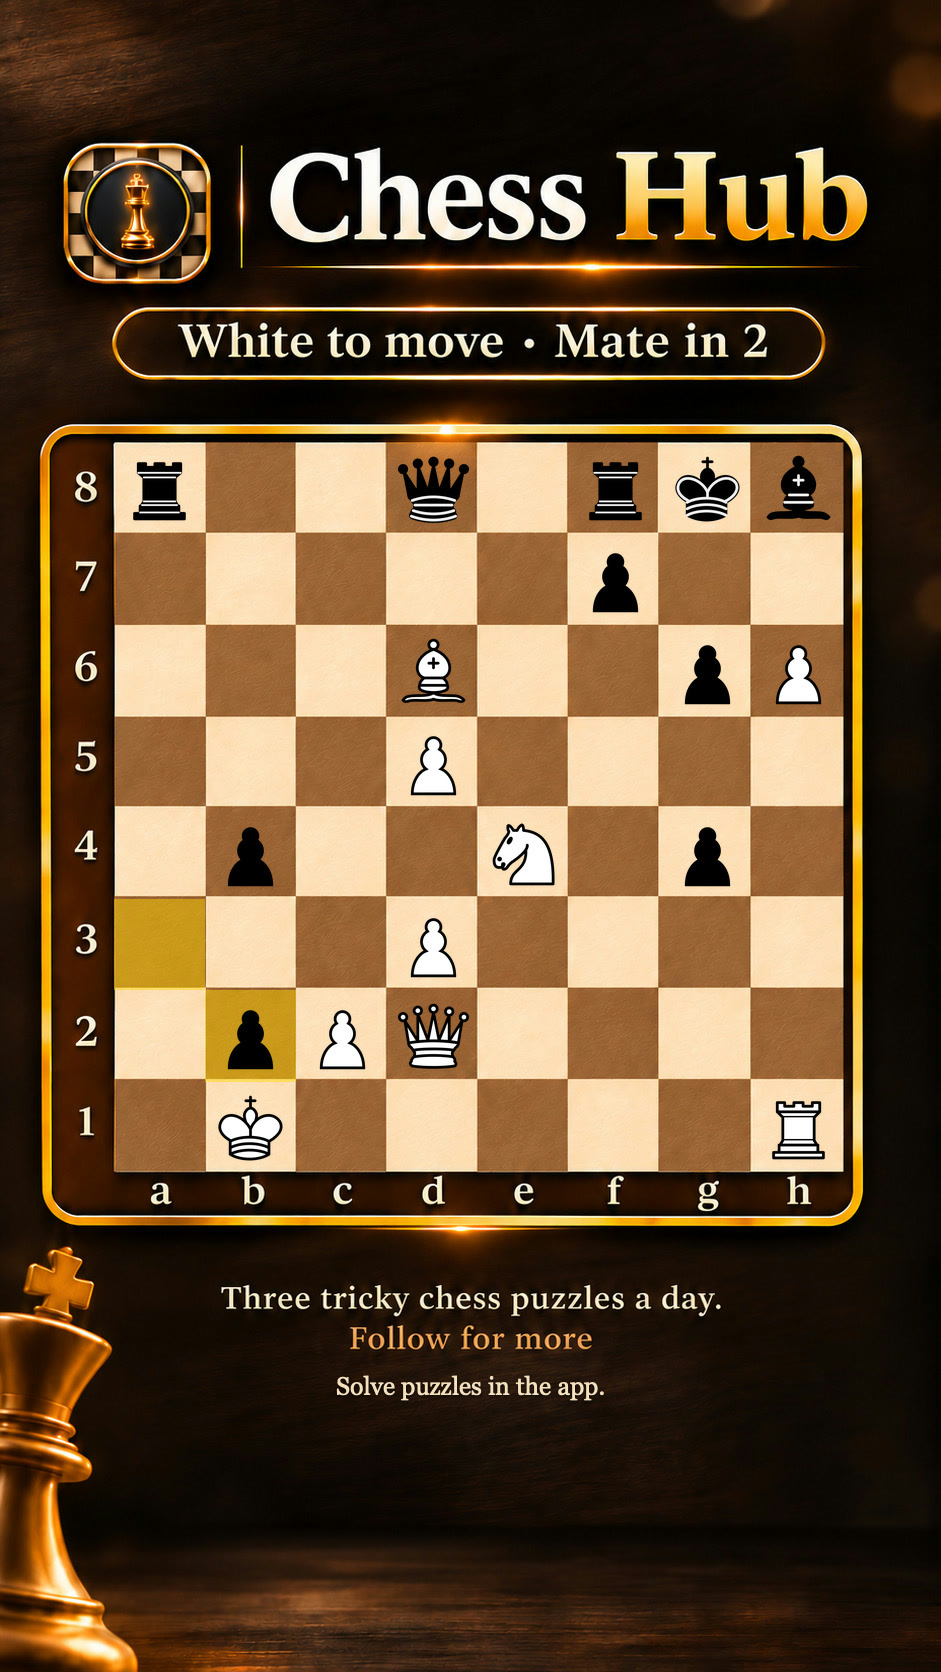 Chess Hub
White to move · Mate in 2
8
7
6
5
4
3
2
1
a b c d e f g h
Three tricky chess puzzles a day.
Follow for more
Solve puzzles in the app.